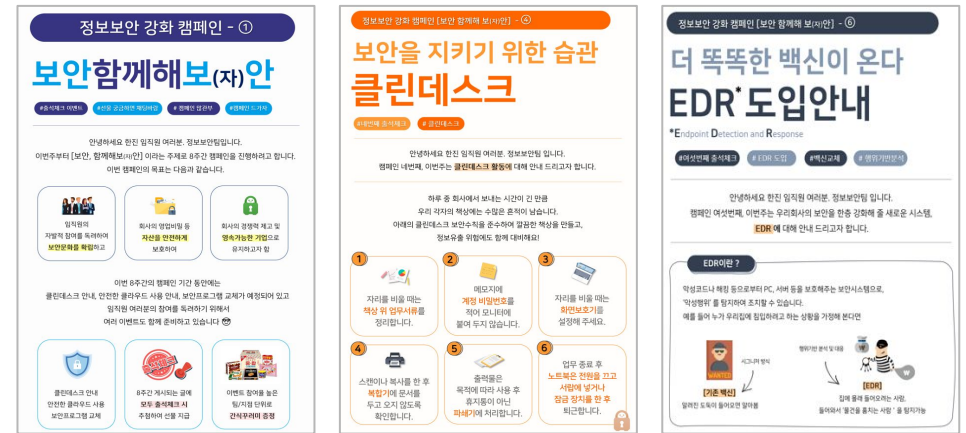 정보보안 강화 캠페인 - ①
보안함께해보(자)안
#출석체크 이벤트
#선물 궁금하면 채팅바람
# 캠페인 많관부
#캠페인 드가자
안녕하세요 한진 임직원 여러분. 정보보안팀입니다.
이번주부터 [보안, 함께해보(자)안] 이라는 주제로 8주간 캠페인을 진행하려고 합니다.
이번 캠페인의 목표는 다음과 같습니다.
임직원의
자발적 참여를 독려하여
보안문화를 확립하고
회사의 영업비밀 등
자산을 안전하게
보호하여
회사의 경쟁력 제고 및
영속가능한 기업으로
유지하고자 함
이번 8주간의 캠페인 기간 동안에는
클린데스크 안내, 안전한 클라우드 사용 안내, 보안프로그램 교체가 예정되어 있고
임직원 여러분의 참여를 독려하기 위해서
여러 이벤트도 함께 준비하고 있습니다 😎
클린데스크 안내
안전한 클라우드 사용
보안프로그램 교체
8주간 게시되는 글에
모두 출석체크 시
추첨하여 선물 지급
이벤트 참여율 높은
팀/지점 단위로
간식꾸러미 증정
정보보안 강화 캠페인 [보안 함께해 보(자)안] - ④
보안을 지키기 위한 습관
클린데스크
#네번째 출석체크
# 클린데스크
안녕하세요 한진 임직원 여러분. 정보보안팀 입니다.
캠페인 네번째, 이번주는 클린데스크 활동에 대해 안내 드리고자 합니다.
하루 중 회사에서 보내는 시간이 긴 만큼
우리 각자의 책상에는 수많은 흔적이 남습니다.
아래의 클린데스크 보안수칙을 준수하여 깔끔한 책상을 만들고,
정보유출 위험에도 함께 대비해요!
1
자리를 비울 때는
책상 위 업무서류를
정리합니다.
2
메모지에
계정 비밀번호를
적어 모니터에
붙여 두지 않습니다.
3
자리를 비울 때는
화면보호기를
설정해 주세요.
4
스캔이나 복사를 한 후
복합기에 문서를
두고 오지 않도록
확인합니다.
5
출력물은
목적에 따라 사용 후
휴지통이 아닌
파쇄기에 처리합니다.
6
업무 종료 후
노트북은 전원을 끄고
서랍에 넣거나
잠금 장치를 한 후
퇴근합니다.
정보보안 강화 캠페인 [보안 함께해 보(자)안] - ⑥
더 똑똑한 백신이 온다
EDR*도입안내
*Endpoint Detection and Response
#여섯번째 출석체크
# EDR 도입
#백신교체
# 행위기반분석
안녕하세요 한진 임직원 여러분, 정보보안팀 입니다.
캠페인 여섯번째, 이번주는 우리회사의 보안을 한층 강화해 줄 새로운 시스템,
EDR 에 대해 안내 드리고자 합니다.
EDR이란 ?
악성코드나 해킹 등으로부터 PC, 서버 등을 보호해주는 보안시스템으로,
'악성행위' 를 탐지하여 조치할 수 있습니다.
예를 들어 누가 우리집에 침입하려고 하는 상황을 가정해 본다면
WANTED
시그니처 방식
[기존 백신]
알려진 도둑이 들어오면 알아챔
행위기반 분석 및 대응
[EDR]
집에 몰래 들어오려는 사람,
들어와서 '물건을 훔치는 사람' 을 탐지가능